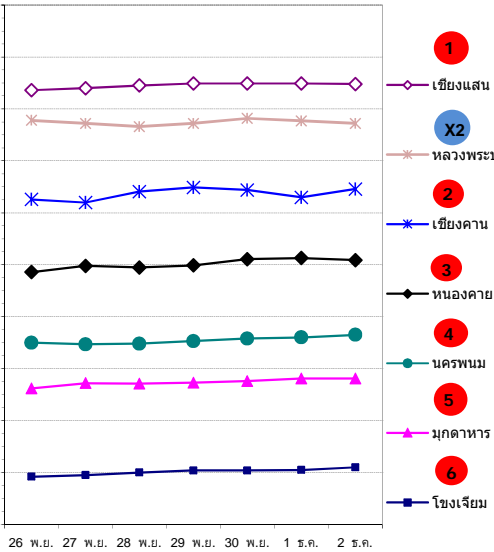 1
เชียงแสน
X2
หลวงพระบ
2
เชียงคาน
3
หนองคาย
4
นครพนม
5
มุกดาหาร
6
โขงเจียม
26 พ.ย. 27 พ.ย. 28 พ.ย. 29 พ.ย. 30 พ.ย. 1 ธ.ค. 2 ธ.ค.